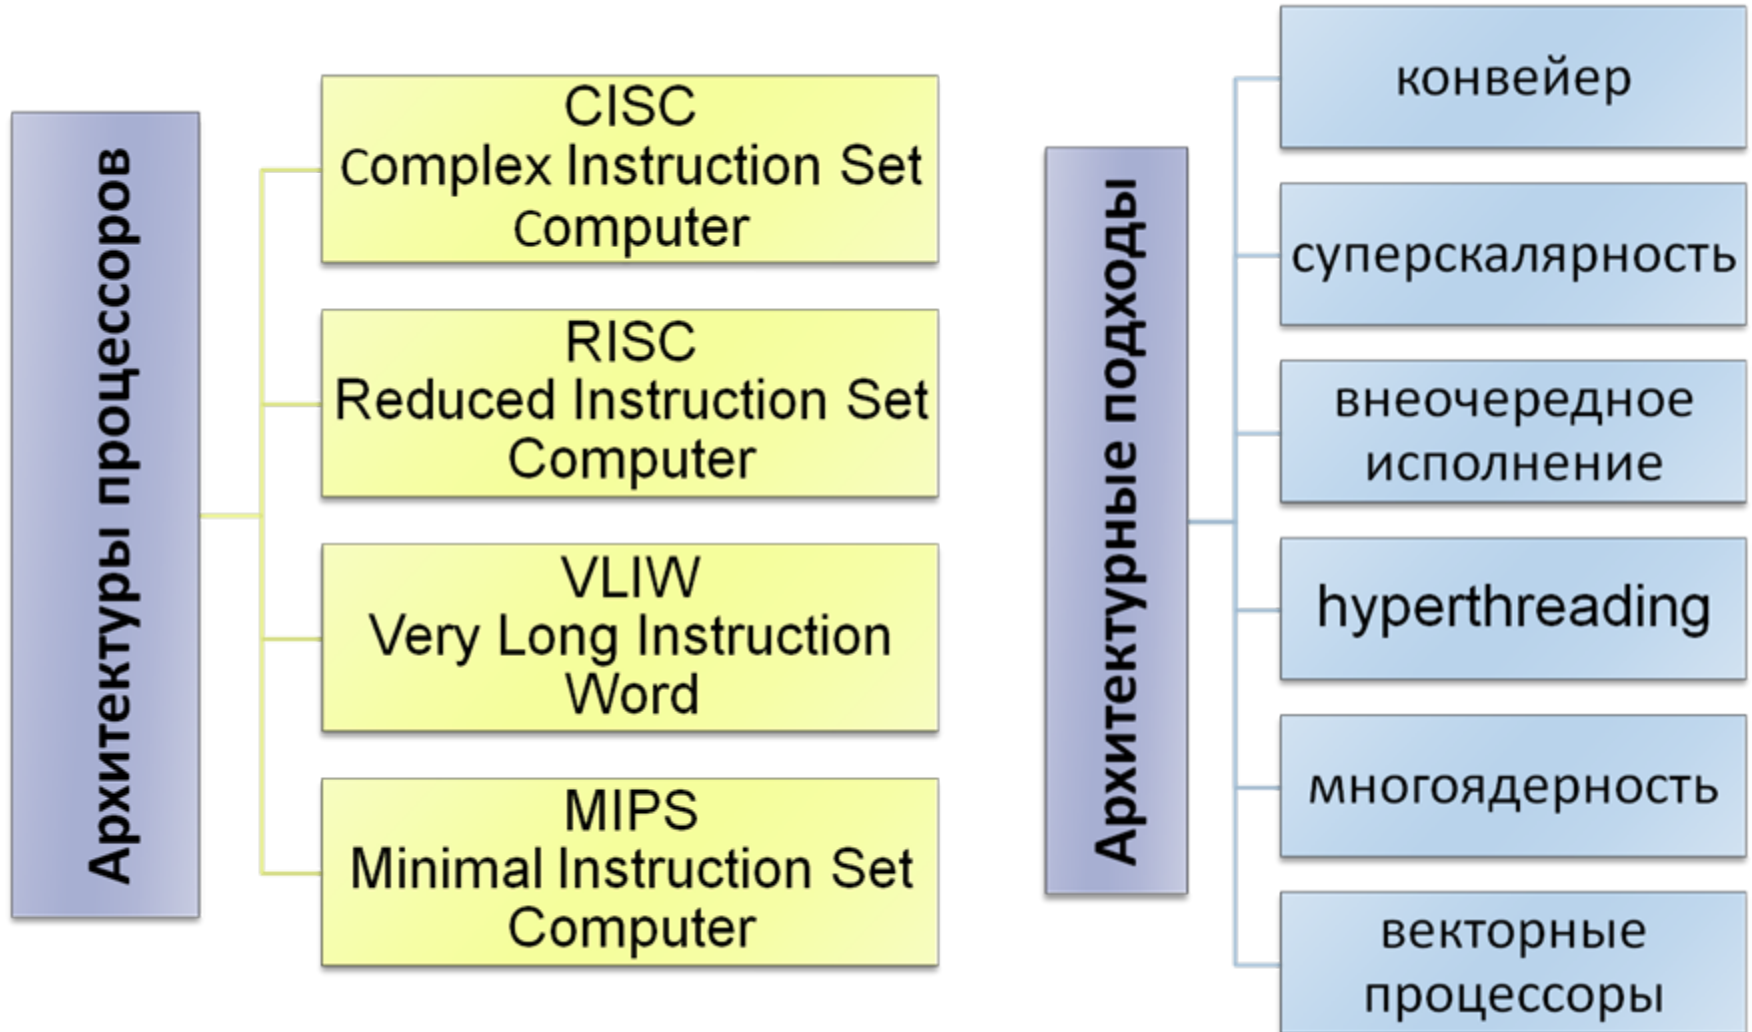 Архитектуры процессоров
CISC
Complex Instruction Set
Computer
RISC
Reduced Instruction Set
Computer
VLIW
Very Long Instruction
Word
MIPS
Minimal Instruction Set
Computer
Архитектурные подходы
конвейер
суперскалярность
внеочередное
исполнение
hyperthreading
многоядерность
векторные
процессоры